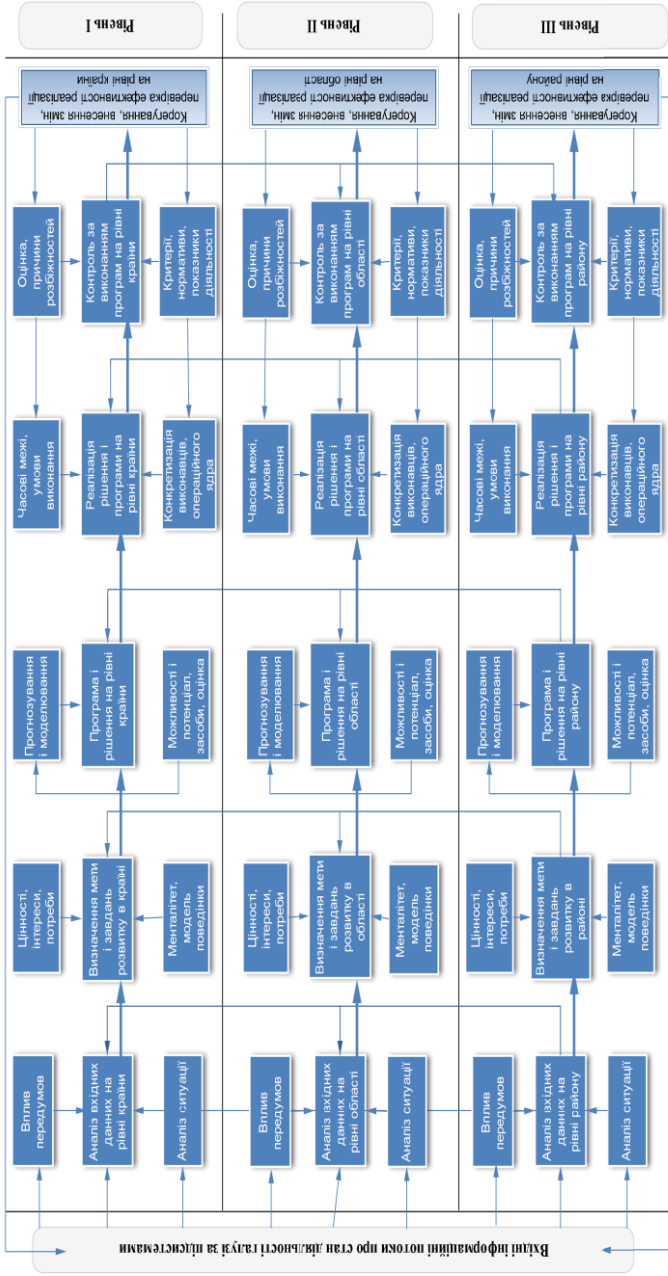 Рівень I
Рівень II
Рівень III
Корегування, внесення змін,
перевірка ефективності реалізації
на рівні країни
Корегування, внесення змін,
перевірка ефективності реалізації
на рівні області
Корегування, внесення змін,
перевірка ефективності реалізації
на рівні району
Оцінка,
причини
розбіжностей
Контроль за
виконанням
програм на рівні
країни
Критерії,
нормативи,
показники
діяльності
Оцінка,
причини
розбіжностей
Контроль за
виконанням
програм на рівні
області
Критерії,
нормативи,
показники
діяльності
Оцінка,
причини
розбіжностей
Контроль за
виконанням
програм на рівні
району
Критерії,
нормативи,
показники
діяльності
Часові межі,
умови
виконання
Реалізація
рішення і
програми на
рівні країни
Конкретизація
виконавців,
операційного
ядра
Часові межі,
умови
виконання
Реалізація
рішення і
програми на
рівні області
Конкретизація
виконавців,
операційного
ядра
Часові межі,
умови
виконання
Реалізація
рішення і
програми на
рівні району
Конкретизація
виконавців,
операційного
ядра
Прогнозування
і моделювання
Програма і
рішення на рівні
країни
Можливості і
потенціал,
засоби, оцінка
Прогнозування
і моделювання
Програма і
рішення на рівні
області
Можливості і
потенціал,
засоби, оцінка
Прогнозування
і моделювання
Програма і
рішення на рівні
району
Можливості і
потенціал,
засоби, оцінка
Цінності,
інтереси,
потреби
Визначення мети
і завдань
розвитку в країні
Менталітет,
модель
поведінки
Цінності,
інтереси,
потреби
Визначення мети
і завдань
розвитку в
області
Менталітет,
модель
поведінки
Цінності,
інтереси,
потреби
Визначення мети
і завдань
розвитку в
районі
Менталітет,
модель
поведінки
Вплив
передумов
Аналіз вхідних
данних на
рівні країни
Аналіз ситуації
Вплив
передумов
Аналіз вхідних
данних на
рівні області
Аналіз ситуації
Вплив
передумов
Аналіз вхідних
данних на
рівні району
Аналіз ситуації
Вхідні інформаційні потоки про стан діяльності галузі за підсистемами